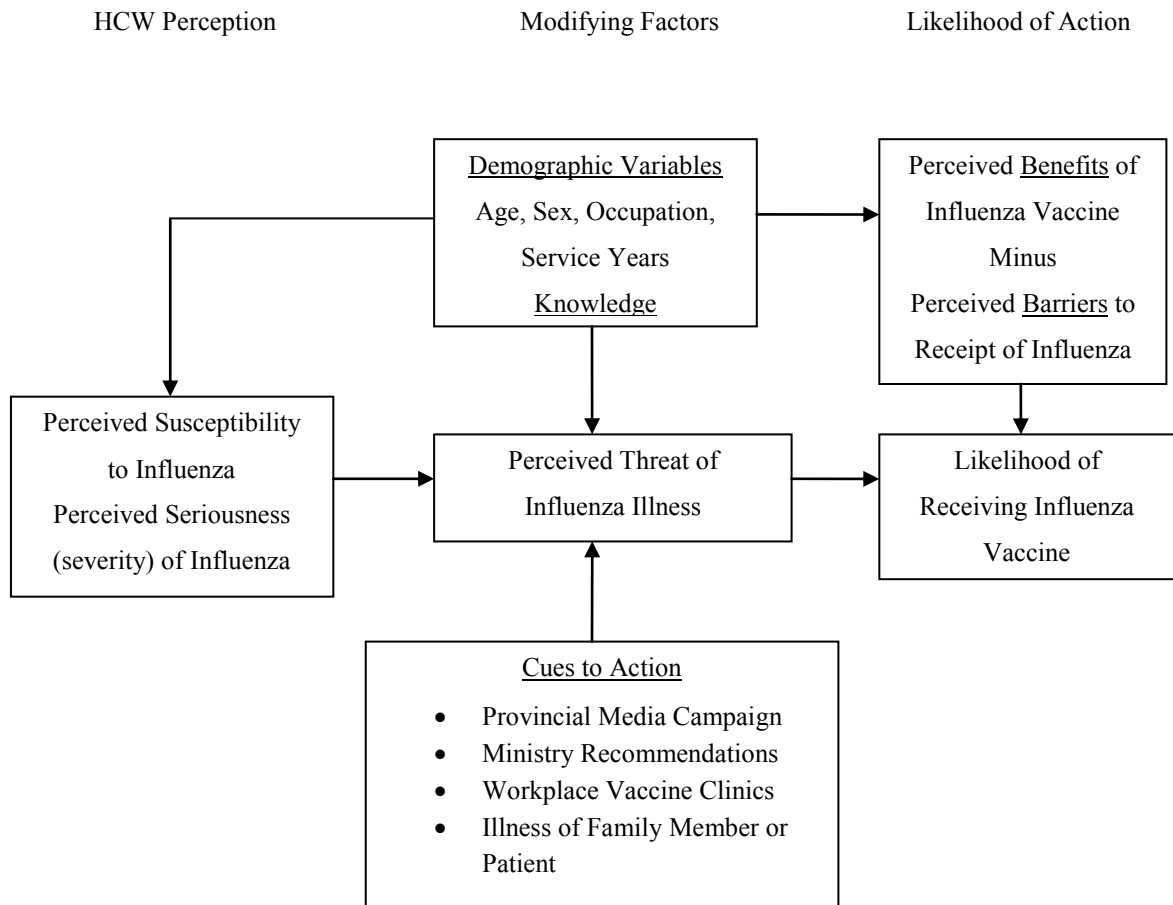 HCW Perception
Modifying Factors
Likelihood of Action
Demographic Variables
Age, Sex, Occupation,
Service Years
Knowledge
Perceived Benefits of
Influenza Vaccine
Minus
Perceived Barriers to
Receipt of Influenza
Perceived Susceptibility
to Influenza
Perceived Seriousness
(severity) of Influenza
Perceived Threat of
Influenza Illness
Likelihood of
Receiving Influenza
Vaccine
Cues to Action
• Provincial Media Campaign
• Ministry Recommendations
• Workplace Vaccine Clinics
• Illness of Family Member or
Patient